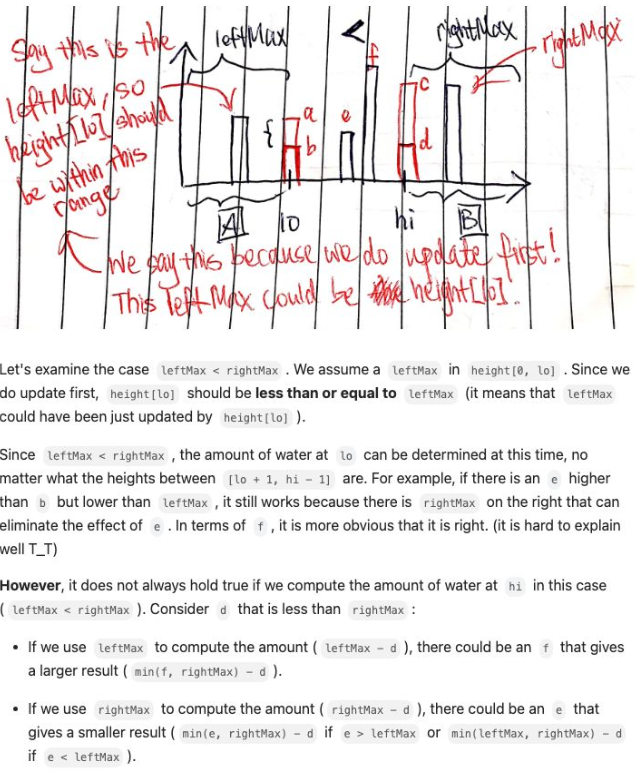 Say this is the
leftMax, so
height[lo] should
be within this
range
leftMax
<
rightMax
rightMax
{
a
b
e
f
c
d
A
lo
hi
B
We say this because we do update first!
This leftMax could be height[lo].
Let's examine the case leftMax < rightMax . We assume a leftMax in height[0, lo] . Since we
do update first, height[lo] should be less than or equal to leftMax (it means that leftMax
could have been just updated by height[lo] ).
Since leftMax < rightMax , the amount of water at lo can be determined at this time, no
matter what the heights between [lo + 1, hi - 1] are. For example, if there is an e higher
than b but lower than leftMax , it still works because there is rightMax on the right that can
eliminate the effect of e . In terms of f , it is more obvious that it is right. (it is hard to explain
well T_T)
However, it does not always hold true if we compute the amount of water at hi in this case
( leftMax < rightMax ). Consider d that is less than rightMax :
• If we use leftMax to compute the amount ( leftMax - d ), there could be an f that gives
a larger result ( min(f, rightMax) - d ).
• If we use rightMax to compute the amount ( rightMax - d ), there could be an e that
gives a smaller result ( min(e, rightMax) - d if e > leftMax or min(leftMax, rightMax) - d
if e < leftMax ).